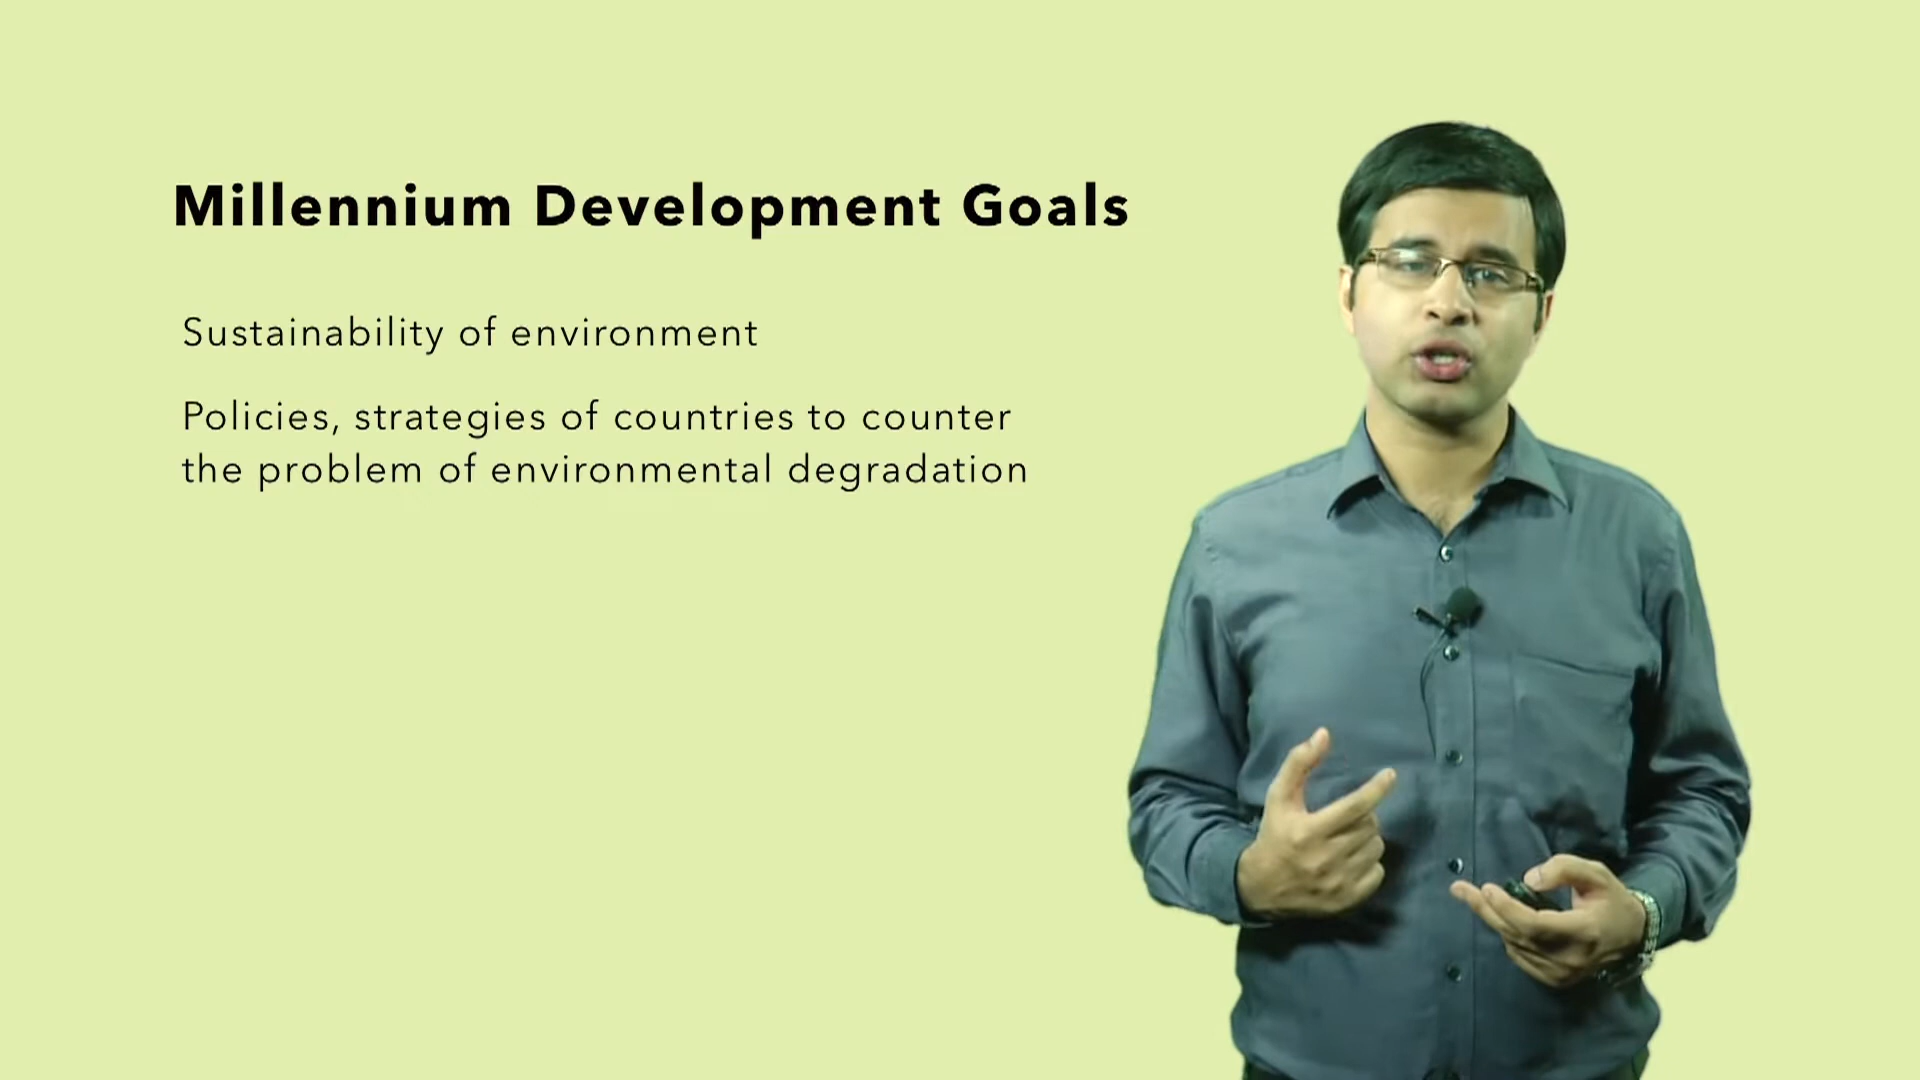 Millennium Development Goals
Sustainability of environment
Policies, strategies of countries to counter
the problem of environmental degradation